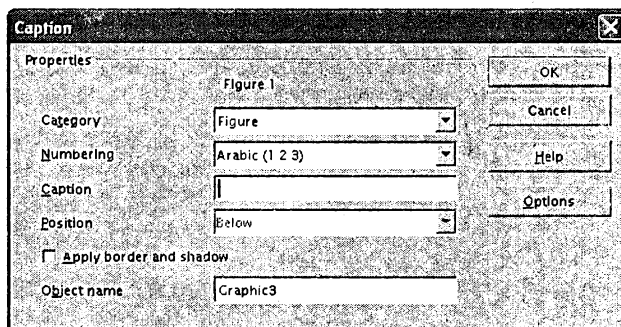 Caption
Properties
Figure 1
OK
Category
Figure
Cancel
Numbering
Arabic (1 2 3)
Help
Caption
Options
Position
Below
Apply border and shadow
Object name
Graphic3